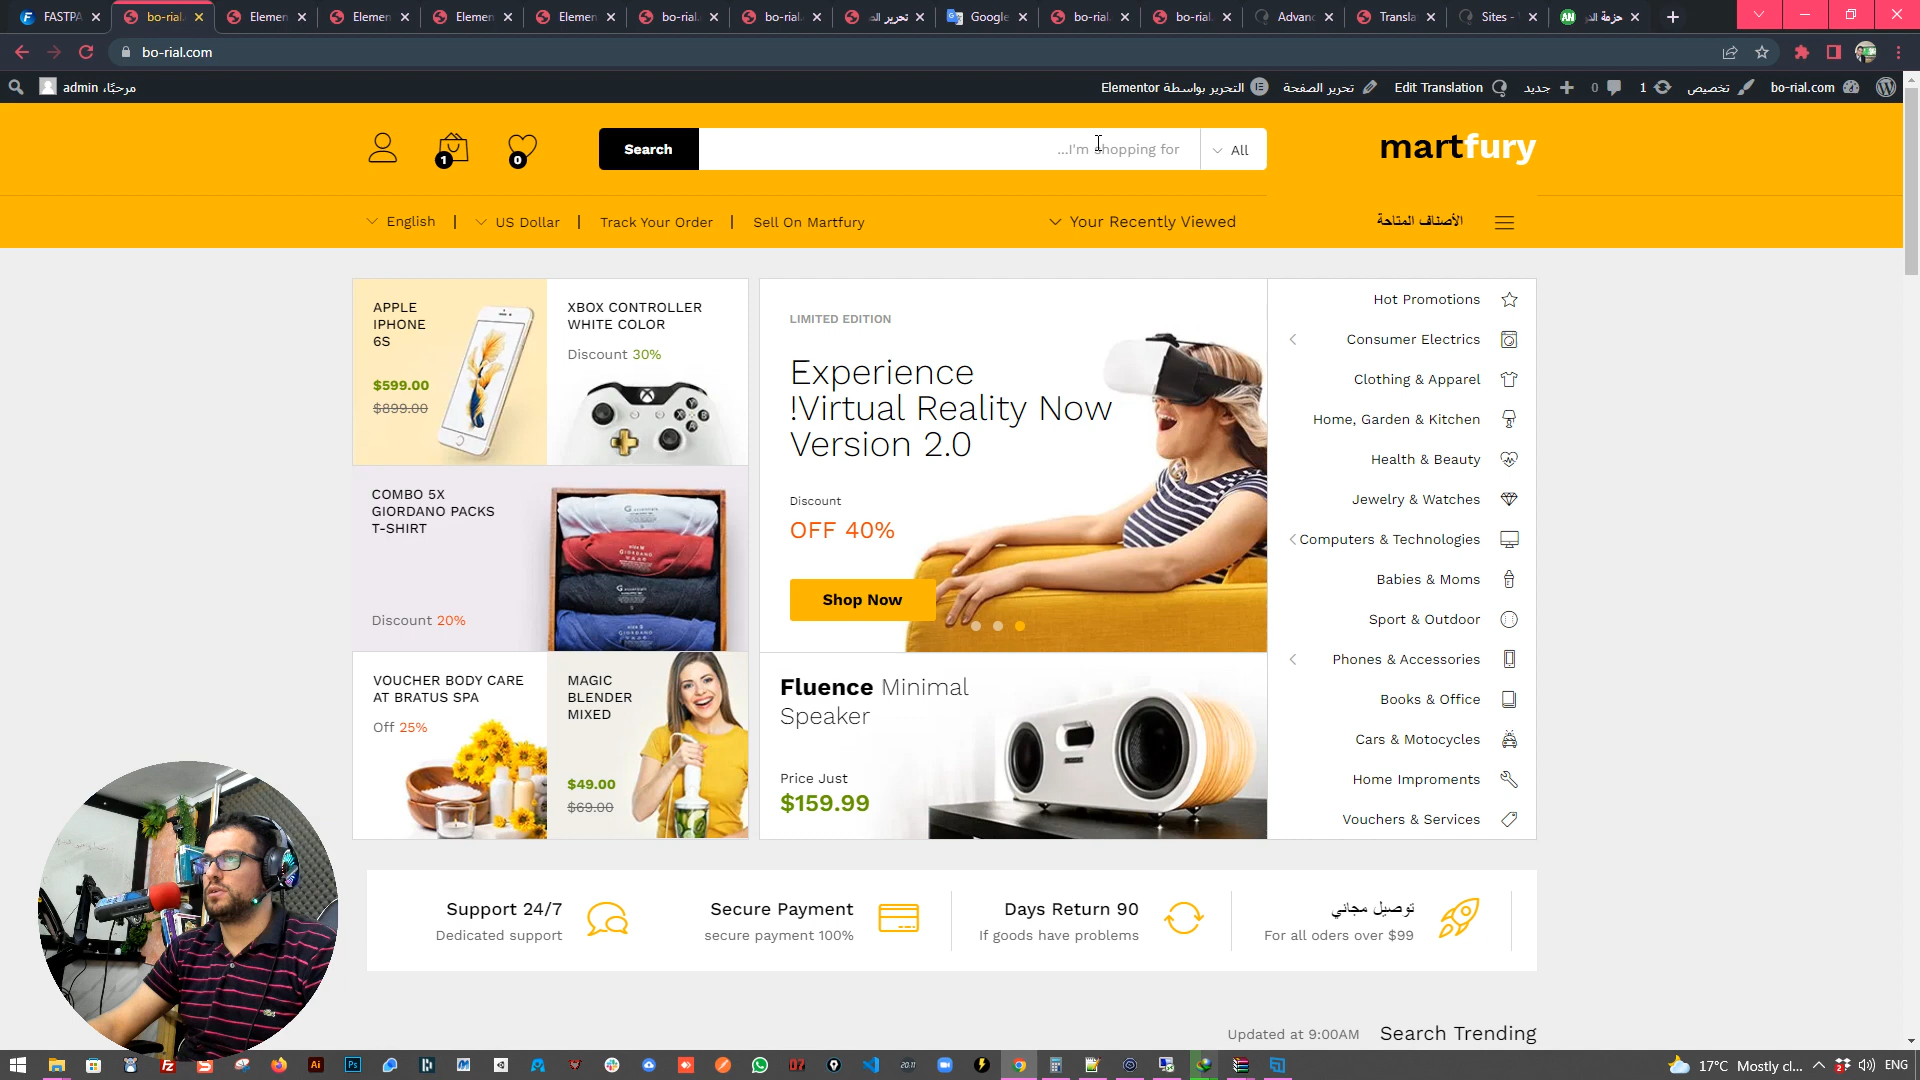 FASTPA
bo-rial.
Elemen
Elemen
Elemen
Elemen
bo-rial.
bo-rial.
تحرير الص
Google
bo-rial.
bo-rial.
Advanc
Transla
Sites -
حزمة الدر
bo-rial.com
مرحبًا، admin
التحرير بواسطة Elementor
تحرير الصفحة
Edit Translation
جديد
0
1
تخصيص
bo-rial.com
1
0
Search
I'm shopping for...
All
martfury
English
US Dollar
Track Your Order
Sell On Martfury
Your Recently Viewed
الأصناف المتاحة
APPLE
IPHONE
6S
$599.00
$899.00
XBOX CONTROLLER
WHITE COLOR
Discount 30%
COMBO 5X
GIORDANO PACKS
T-SHIRT
Discount 20%
VOUCHER BODY CARE
AT BRATUS SPA
Off 25%
MAGIC
BLENDER
MIXED
$49.00
$69.00
LIMITED EDITION
Experience
!Virtual Reality Now
Version 2.0
Discount
OFF 40%
Shop Now
Fluence Minimal
Speaker
Price Just
$159.99
Hot Promotions
Consumer Electrics
Clothing & Apparel
Home, Garden & Kitchen
Health & Beauty
Jewelry & Watches
Computers & Technologies
Babies & Moms
Sport & Outdoor
Phones & Accessories
Books & Office
Cars & Motocycles
Home Improments
Vouchers & Services
Support 24/7
Dedicated support
Secure Payment
secure payment 100%
Days Return 90
If goods have problems
توصيل مجاني
For all oders over $99
Updated at 9:00AM
Search Trending
17°C Mostly cl...
ENG